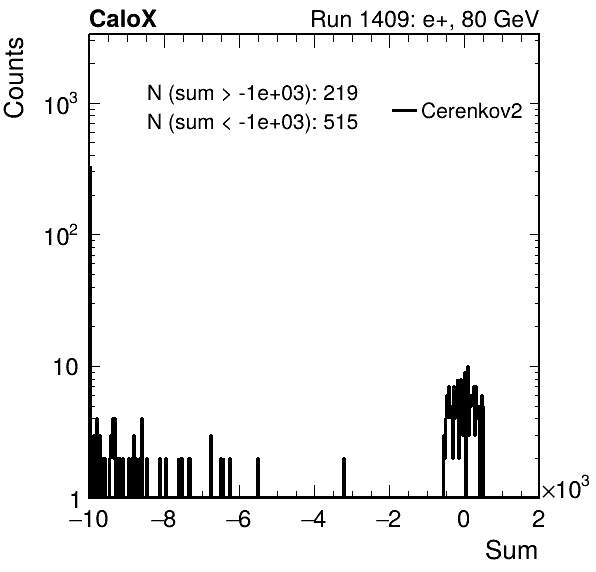 CaloX Run 1409: e+, 80 GeV
Counts
N (sum > -1e+03): 219
N (sum < -1e+03): 515
Cerenkov2
10³
10²
10
1
−10 −8 −6 −4 −2 0 2 ×10³
Sum